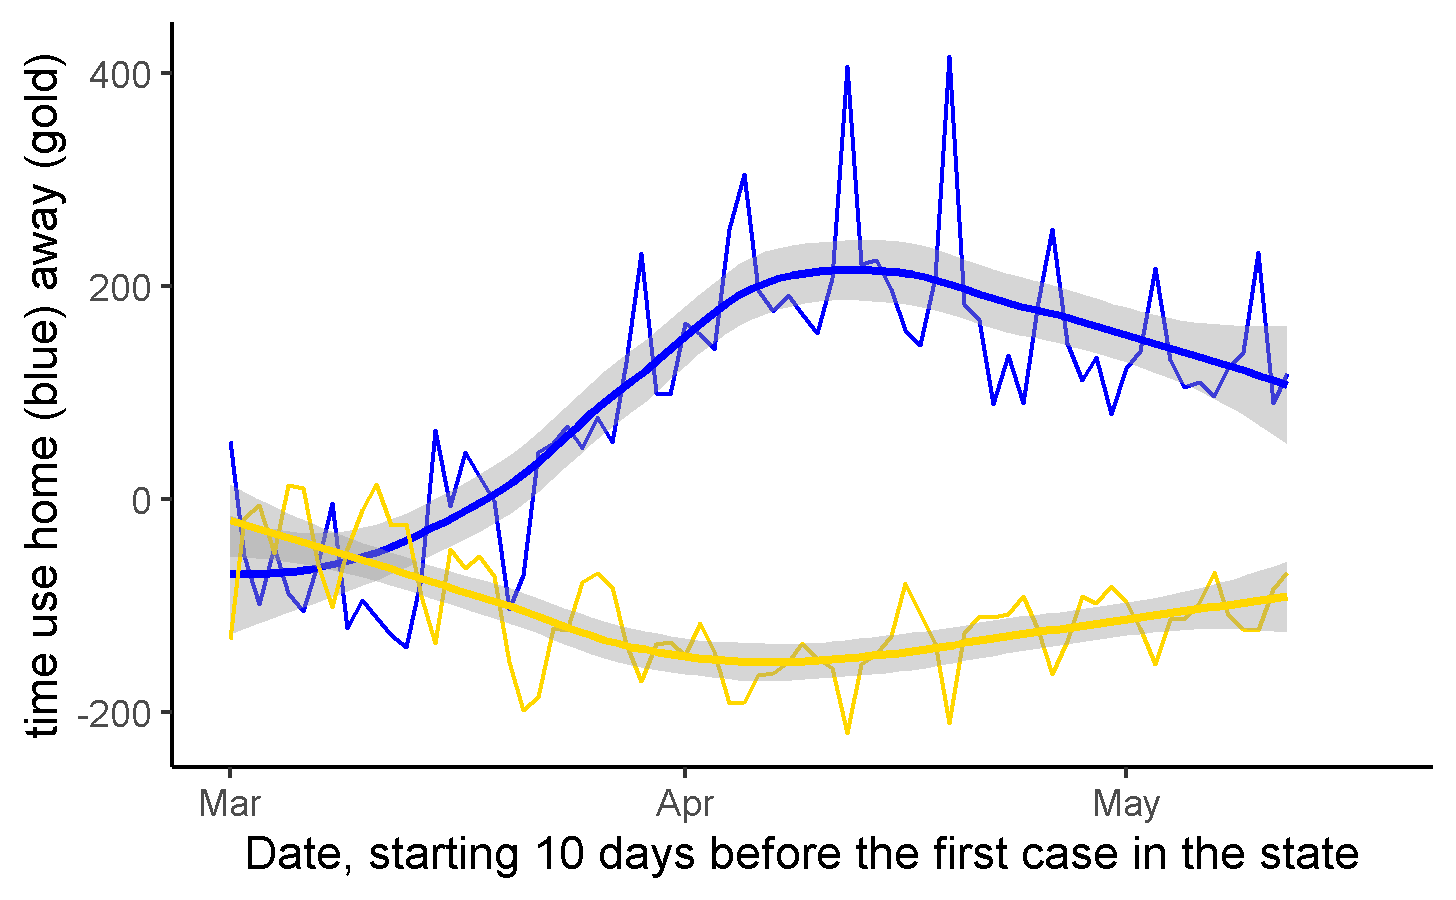 time use home (blue) away (gold)
400
200
0
-200
Mar
Apr
May
Date, starting 10 days before the first case in the state